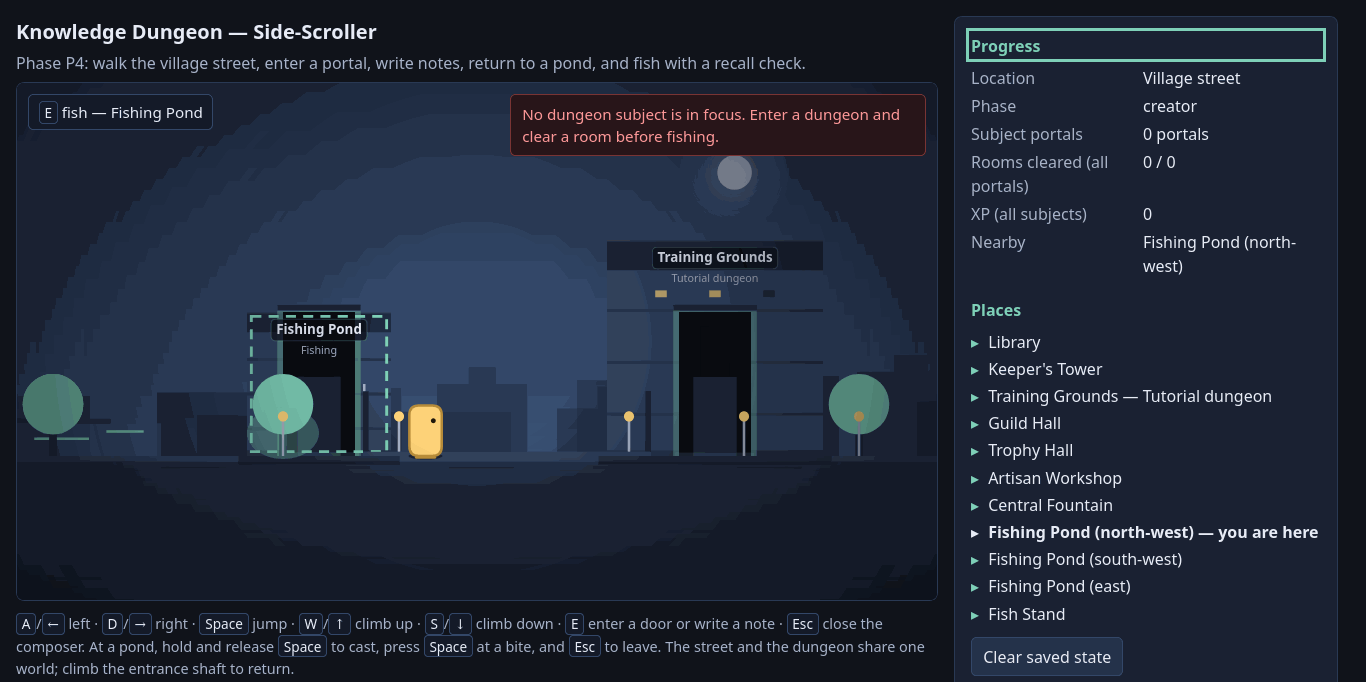 Knowledge Dungeon — Side-Scroller
Phase P4: walk the village street, enter a portal, write notes, return to a pond, and fish with a recall check.
E fish — Fishing Pond
No dungeon subject is in focus. Enter a dungeon and
clear a room before fishing.
Training Grounds
Tutorial dungeon
Fishing Pond
Fishing
A/← left · D/→ right · Space jump · W/↑ climb up · S/↓ climb down · E enter a door or write a note · Esc close the
composer. At a pond, hold and release Space to cast, press Space at a bite, and Esc to leave. The street and the dungeon share one
world; climb the entrance shaft to return.
Progress
Location Village street
Phase creator
Subject portals 0 portals
Rooms cleared (all portals) 0 / 0
XP (all subjects) 0
Nearby Fishing Pond (north-
west)
Places
▸ Library
▸ Keeper's Tower
▸ Training Grounds — Tutorial dungeon
▸ Guild Hall
▸ Trophy Hall
▸ Artisan Workshop
▸ Central Fountain
▸ Fishing Pond (north-west) — you are here
▸ Fishing Pond (south-west)
▸ Fishing Pond (east)
▸ Fish Stand
Clear saved state